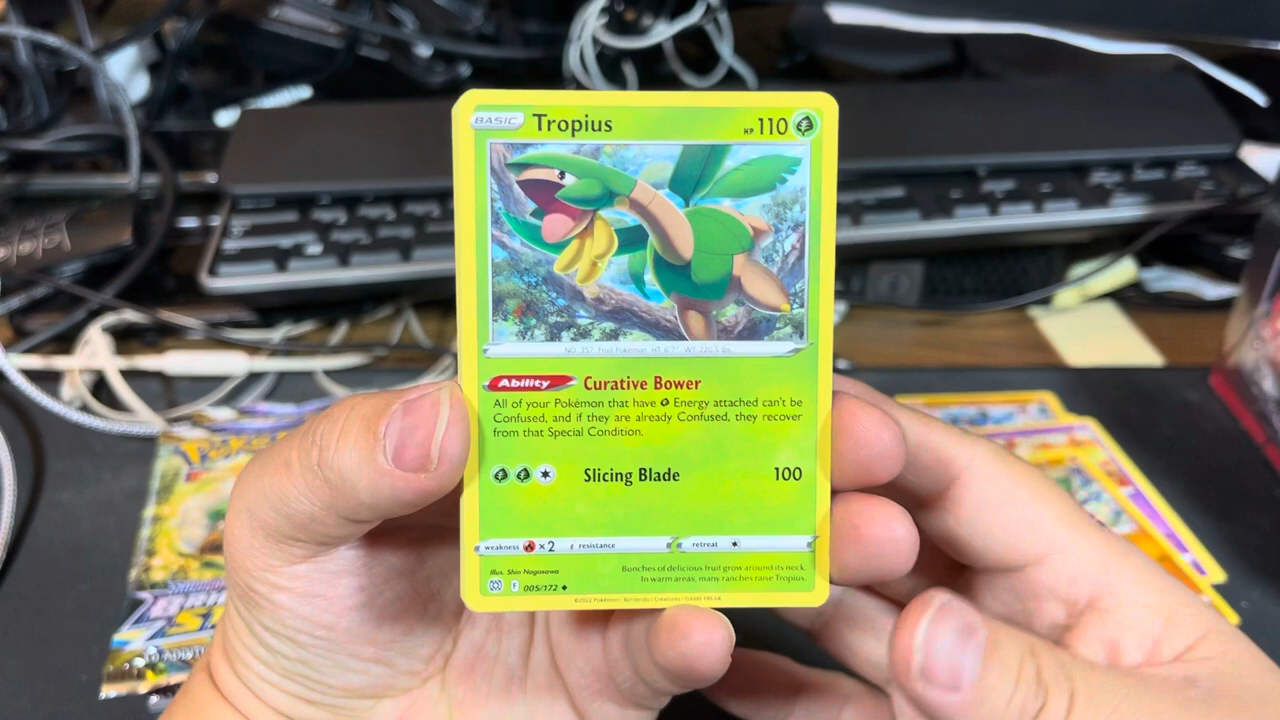 BASIC Tropius HP 110
NO. 357 Fruit Pokémon HT: 6'7" WT: 220.5 lbs.
Ability Curative Bower
All of your Pokémon that have Energy attached can't be
Confused, and if they are already Confused, they recover
from that Special Condition.
Slicing Blade 100
weakness ×2 resistance retreat
Illus. Shin Nagasawa
Bunches of delicious fruit grow around its neck.
In warm areas, many ranches raise Tropius.
F 005/172
©2022 Pokémon / Nintendo / Creatures / GAME FREAK